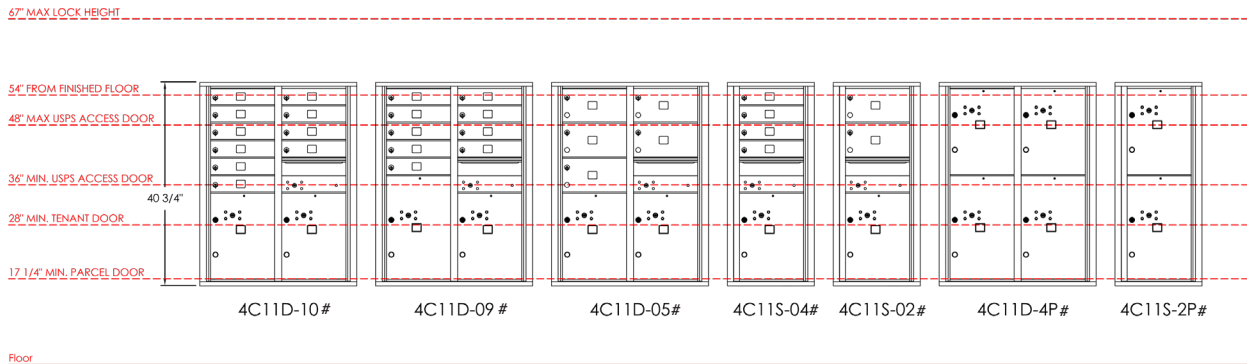 67" MAX LOCK HEIGHT
54" FROM FINISHED FLOOR
48" MAX USPS ACCESS DOOR
36" MIN. USPS ACCESS DOOR
40 3/4"
28" MIN. TENANT DOOR
17 1/4" MIN. PARCEL DOOR
4C11D-10 # 4C11D-09 # 4C11D-05# 4C11S-04# 4C11S-02# 4C11D-4P# 4C11S-2P#
Floor